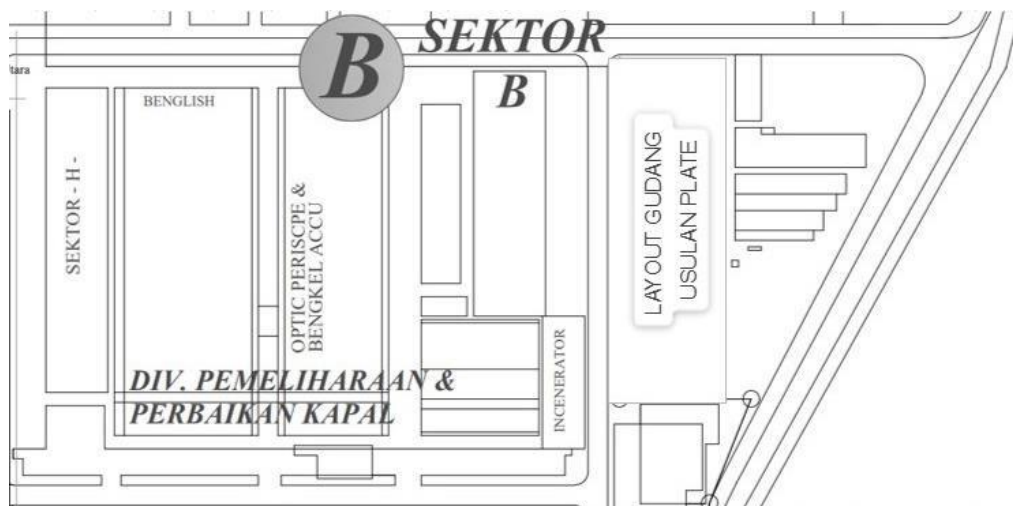 SEKTOR
B
B
tara
BENGLISH
SEKTOR - H -
OPTIC PERISCPE &
BENGKEL ACCU
LAYOUT GUDANG
USULAN PLATE
INCENERATOR
DIV. PEMELIHARAAN &
PERBAIKAN KAPAL